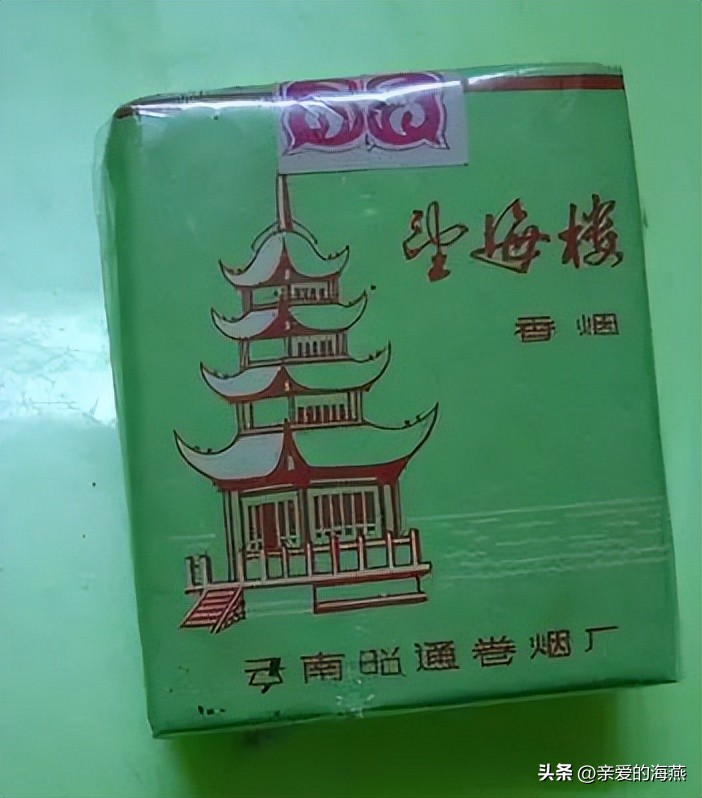 望海楼
香烟
云南昭通卷烟厂
头条 @亲爱的海燕